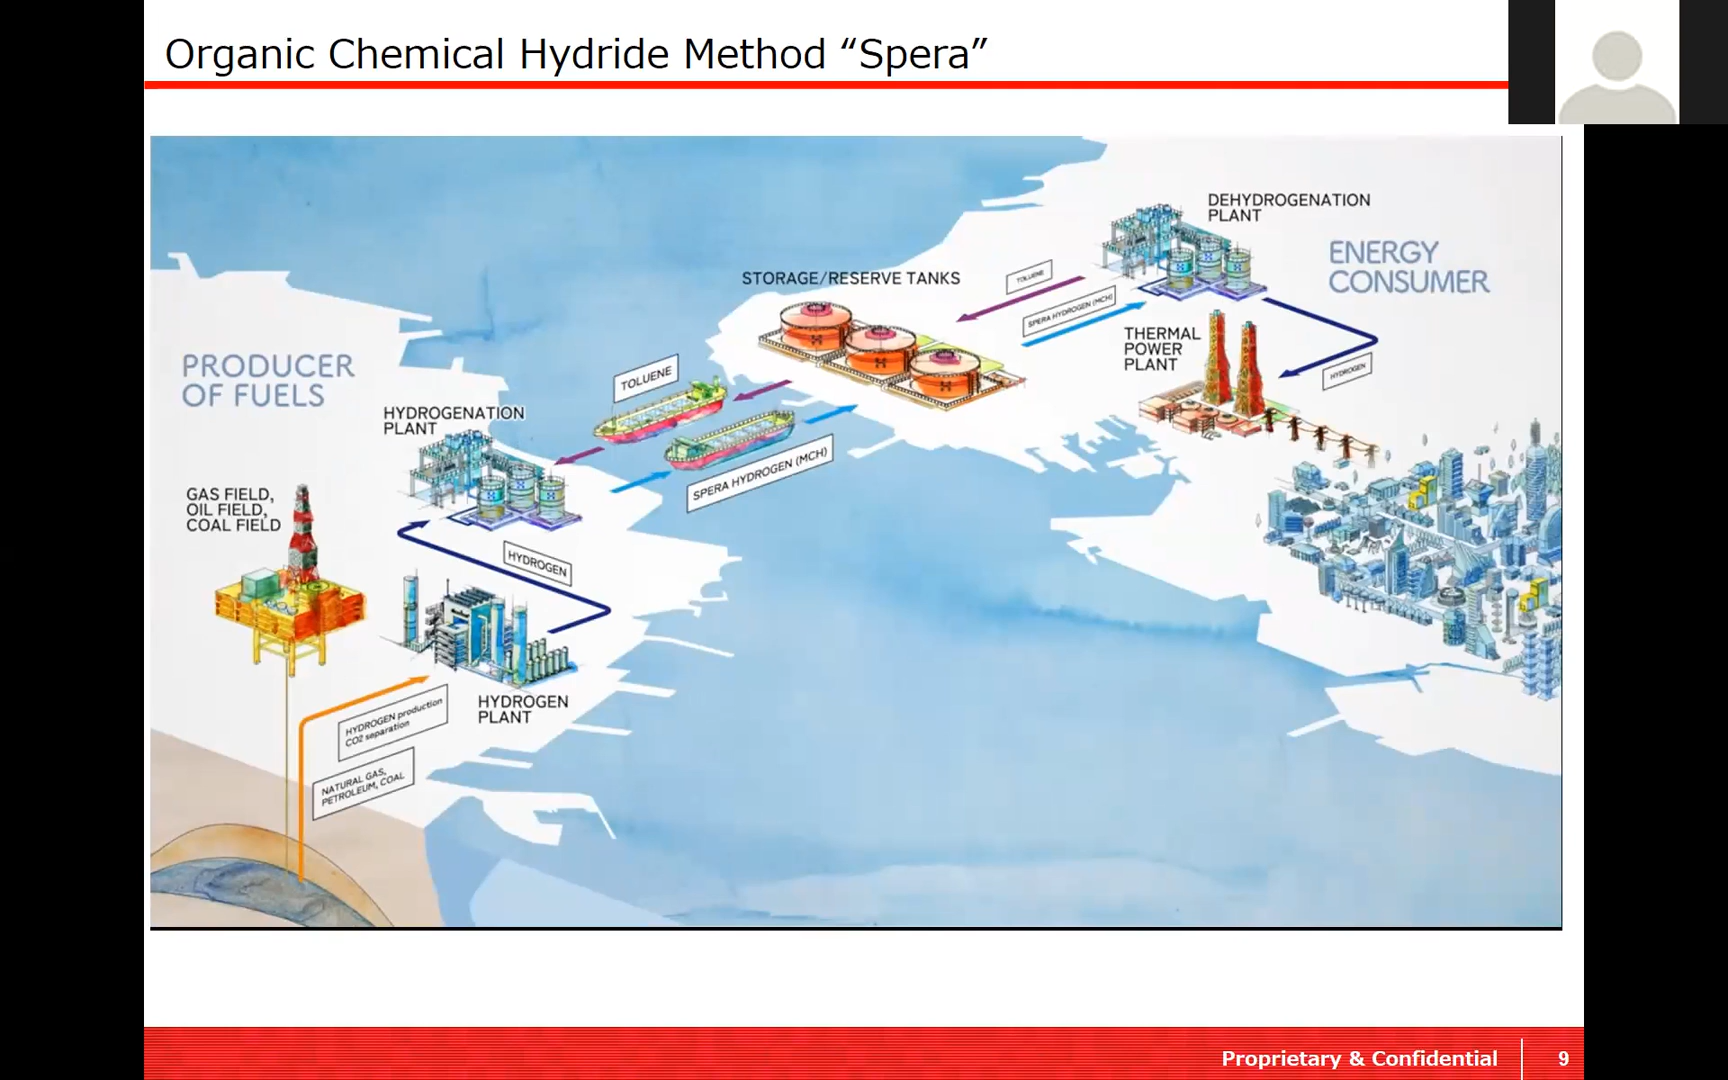 Organic Chemical Hydride Method “Spera”
DEHYDROGENATION
PLANT
ENERGY
CONSUMER
STORAGE/RESERVE TANKS
TOLUENE
SPERA HYDROGEN (MCH)
THERMAL
POWER
PLANT
HYDROGEN
PRODUCER
OF FUELS
TOLUENE
HYDROGENATION
PLANT
SPERA HYDROGEN (MCH)
GAS FIELD,
OIL FIELD,
COAL FIELD
HYDROGEN
HYDROGEN
PLANT
HYDROGEN production
CO2 separation
NATURAL GAS,
PETROLEUM, COAL
Proprietary & Confidential
9